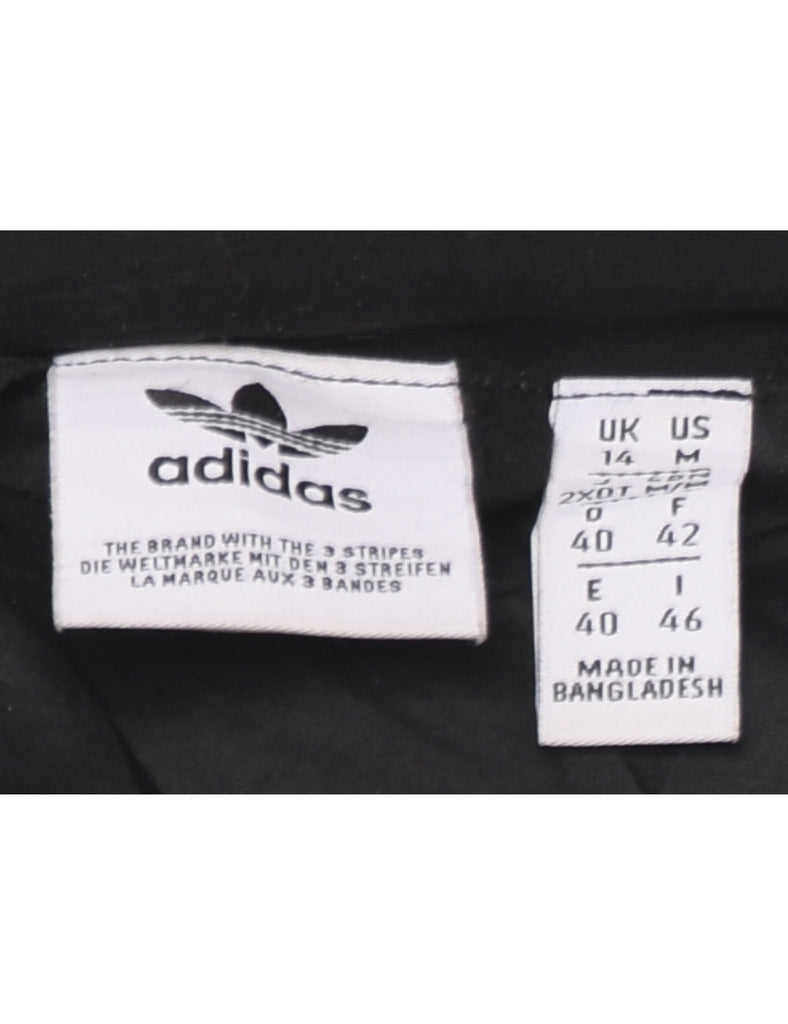 adidas
THE BRAND WITH THE 3 STRIPES
DIE WELTMARKE MIT DEN 3 STREIFEN
LA MARQUE AUX 3 BANDES
UK US
14 M
J
2XOT M/M
D F
40 42
E I
40 46
MADE IN
BANGLADESH